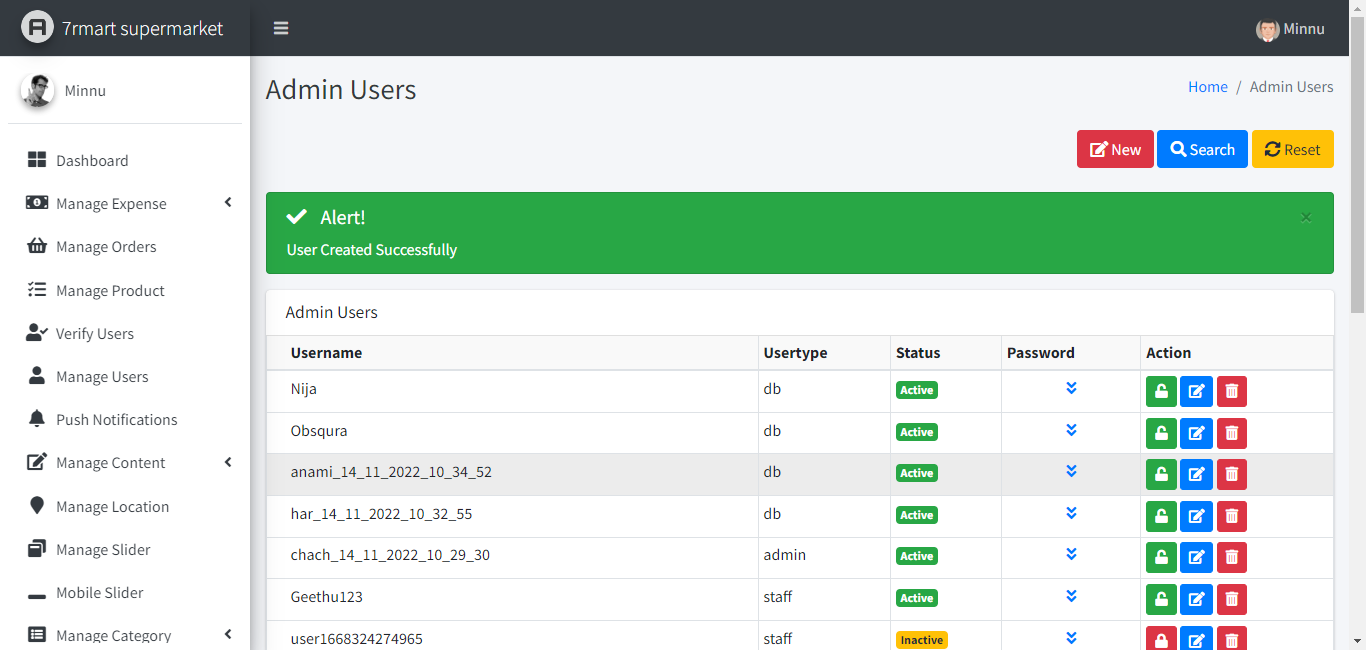 7rmart supermarket
Minnu
Minnu
Dashboard
Manage Expense
Manage Orders
Manage Product
Verify Users
Manage Users
Push Notifications
Manage Content
Manage Location
Manage Slider
Mobile Slider
Manage Category
Admin Users
Home / Admin Users
New Search Reset
Alert! ×
User Created Successfully
Admin Users
Username Usertype Status Password Action
Nija db Active
Obsqura db Active
anami_14_11_2022_10_34_52 db Active
har_14_11_2022_10_32_55 db Active
chach_14_11_2022_10_29_30 admin Active
Geethu123 staff Active
user1668324274965 staff Inactive